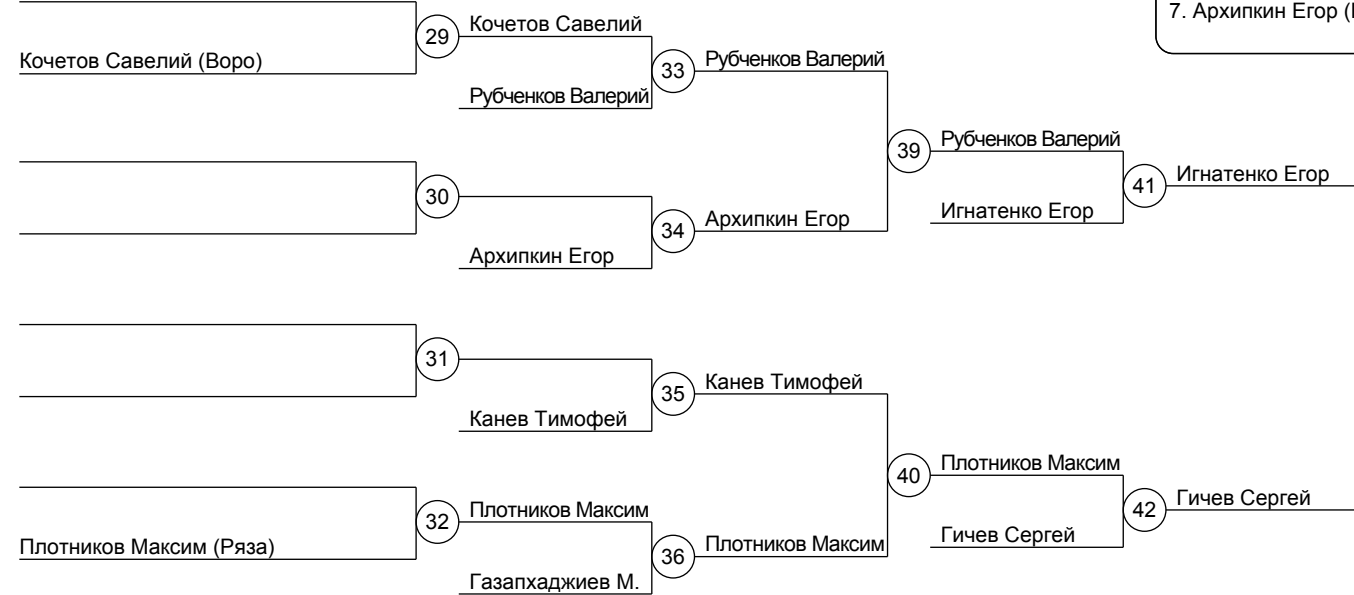 7. Архипкин Егор (
29
Кочетов Савелий
Кочетов Савелий (Воро)
33
Рубченков Валерий
Рубченков Валерий
39
Рубченков Валерий
30
41
Игнатенко Егор
Игнатенко Егор
34
Архипкин Егор
Архипкин Егор
31
35
Канев Тимофей
Канев Тимофей
40
Плотников Максим
32
Плотников Максим
42
Гичев Сергей
Гичев Сергей
Плотников Максим (Ряза)
36
Плотников Максим
Газапхаджиев М.